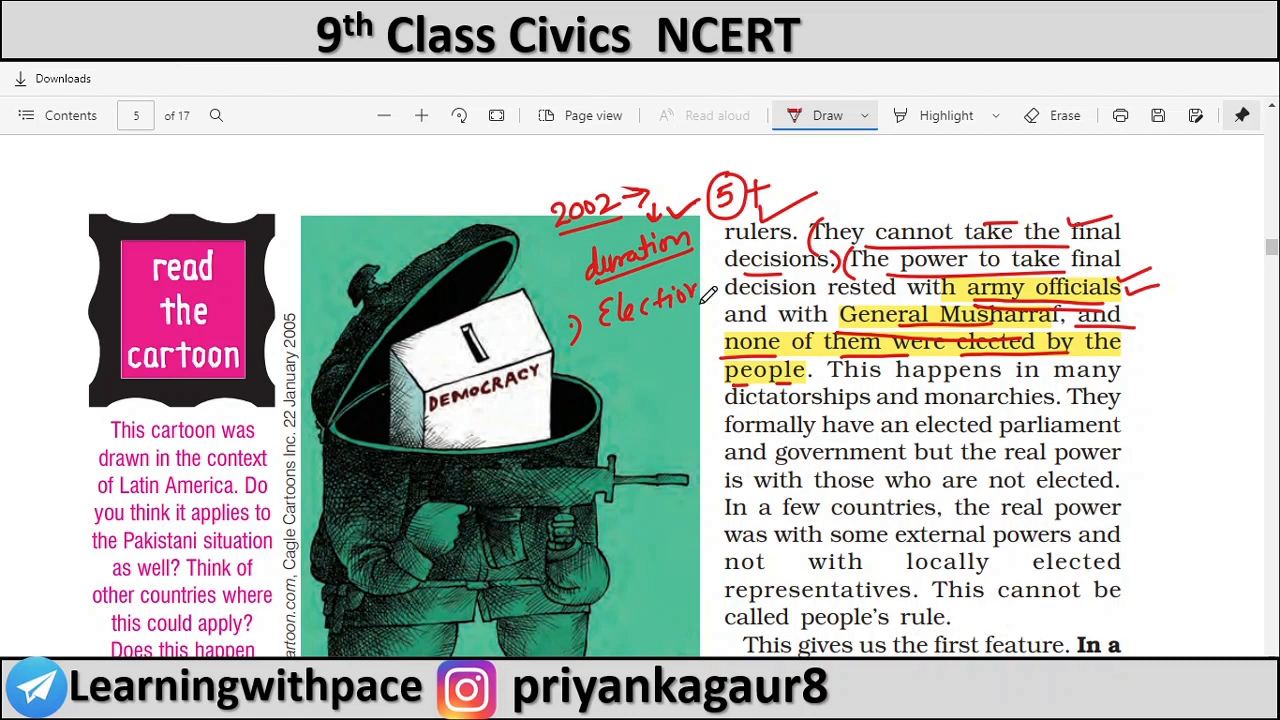 9th Class Civics NCERT
Downloads
Contents
5
of 17
Page view
Read aloud
Draw
Highlight
Erase
2002
5 +
duration
Election
read
the
cartoon
This cartoon was
drawn in the context
of Latin America. Do
you think it applies to
the Pakistani situation
as well? Think of
other countries where
this could apply?
Does this happen
artoon.com, Cagle Cartoons Inc. 22 January 2005
DEMOCRACY
rulers. They cannot take the final
decisions. The power to take final
decision rested with army officials
and with General Musharraf, and
none of them were elected by the
people. This happens in many
dictatorships and monarchies. They
formally have an elected parliament
and government but the real power
is with those who are not elected.
In a few countries, the real power
was with some external powers and
not with locally elected
representatives. This cannot be
called people's rule.
This gives us the first feature. In a
Learningwithpace
priyankagaur8